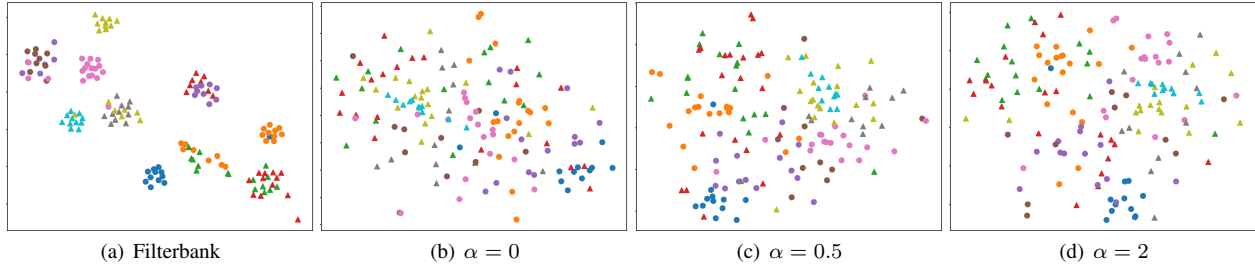 (a) Filterbank
(b) α = 0
(c) α = 0.5
(d) α = 2